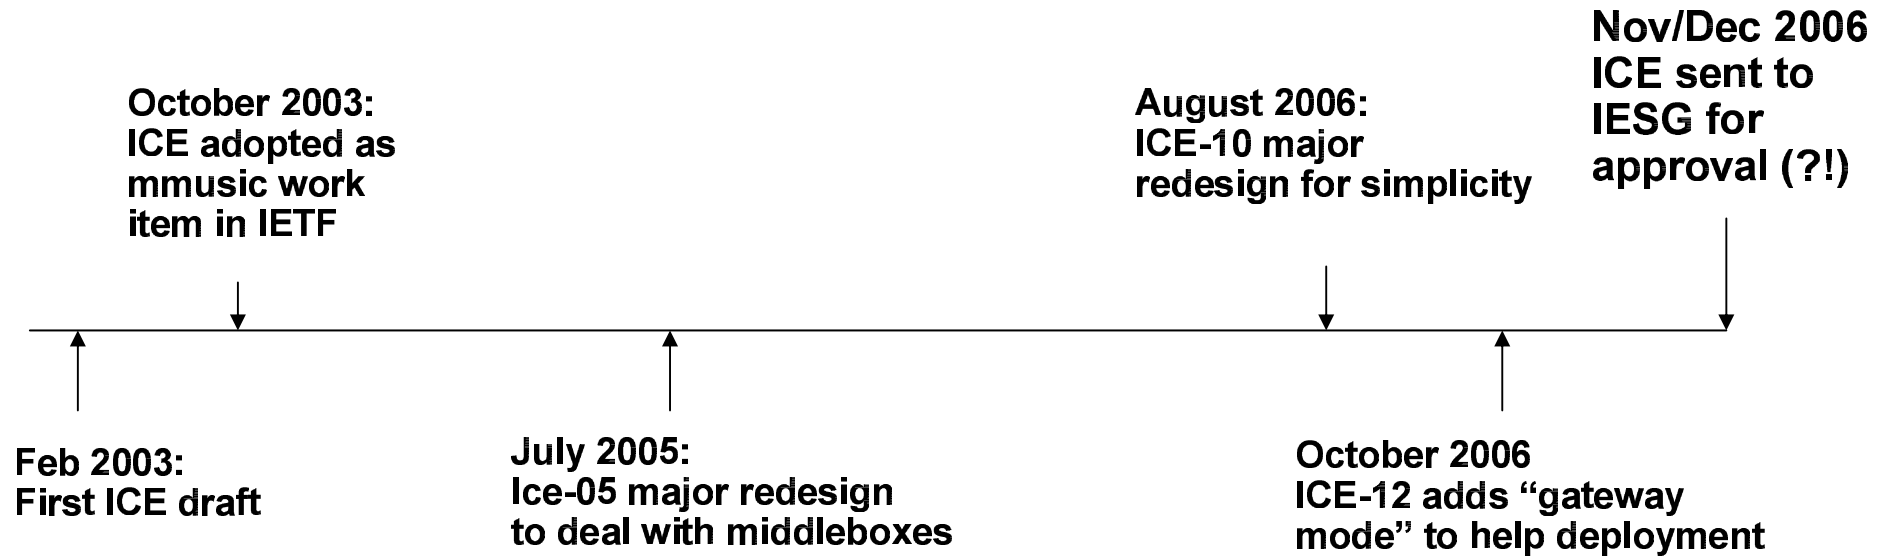 Nov/Dec 2006
ICE sent to
IESG for
approval (?!)
October 2003:
ICE adopted as
mmusic work
item in IETF
August 2006:
ICE-10 major
redesign for simplicity
Feb 2003:
First ICE draft
July 2005:
Ice-05 major redesign
to deal with middleboxes
October 2006
ICE-12 adds “gateway
mode” to help deployment